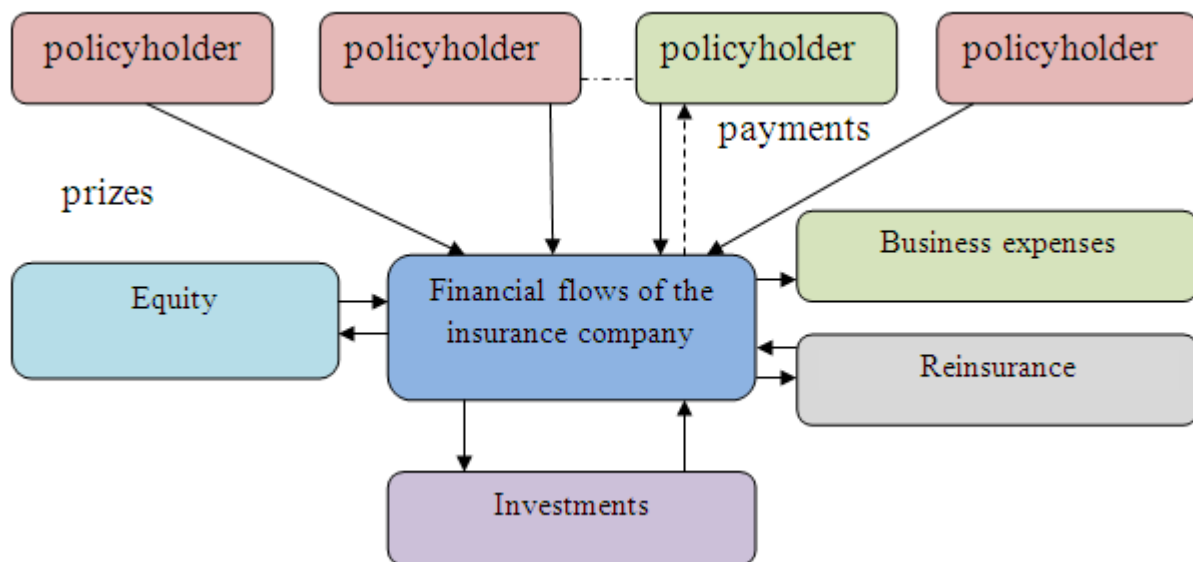 policyholder
policyholder
policyholder
policyholder
payments
prizes
Business expenses
Equity
Financial flows of the
insurance company
Reinsurance
Investments